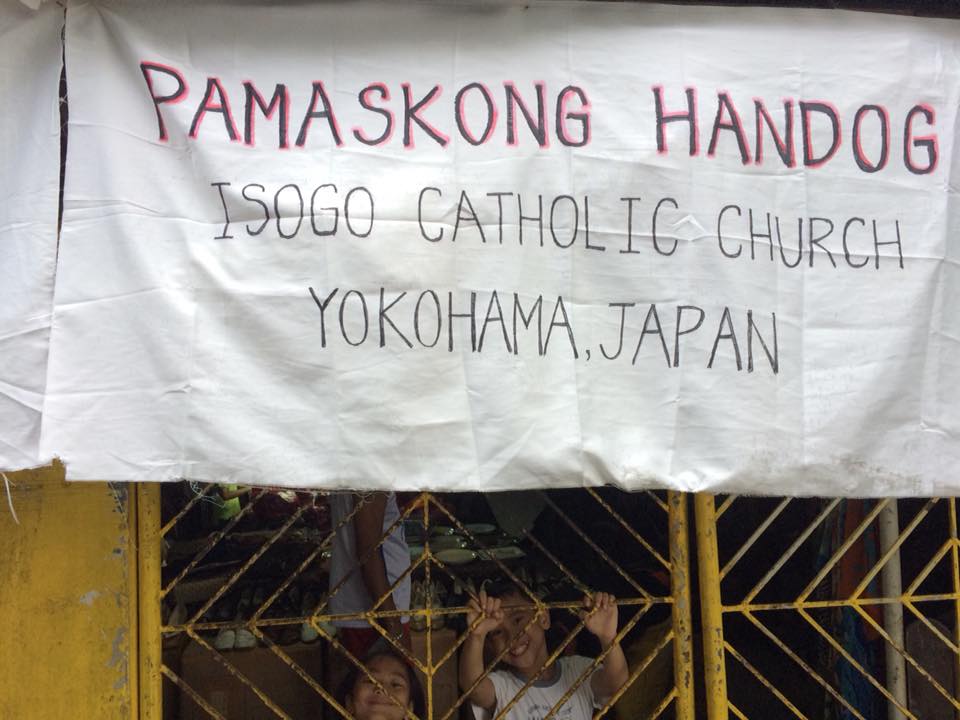 PAMASKONG HANDOG
ISOGO CATHOLIC CHURCH
YOKOHAMA, JAPAN